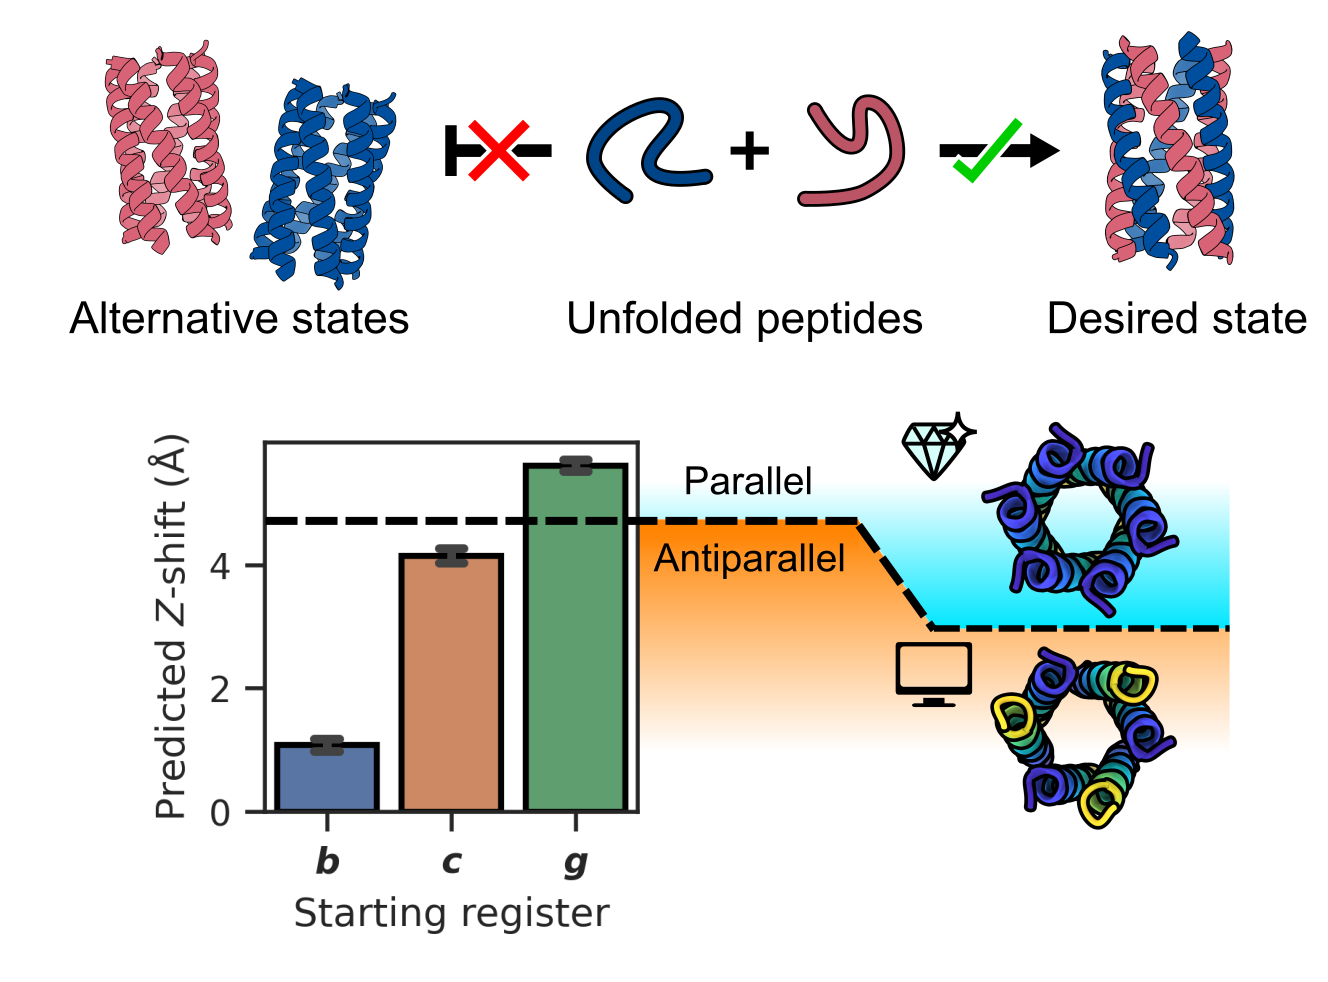 Alternative states
Unfolded peptides
Desired state
+
Predicted Z-shift (Å)
4
2
0
b
c
g
Starting register
Parallel
Antiparallel